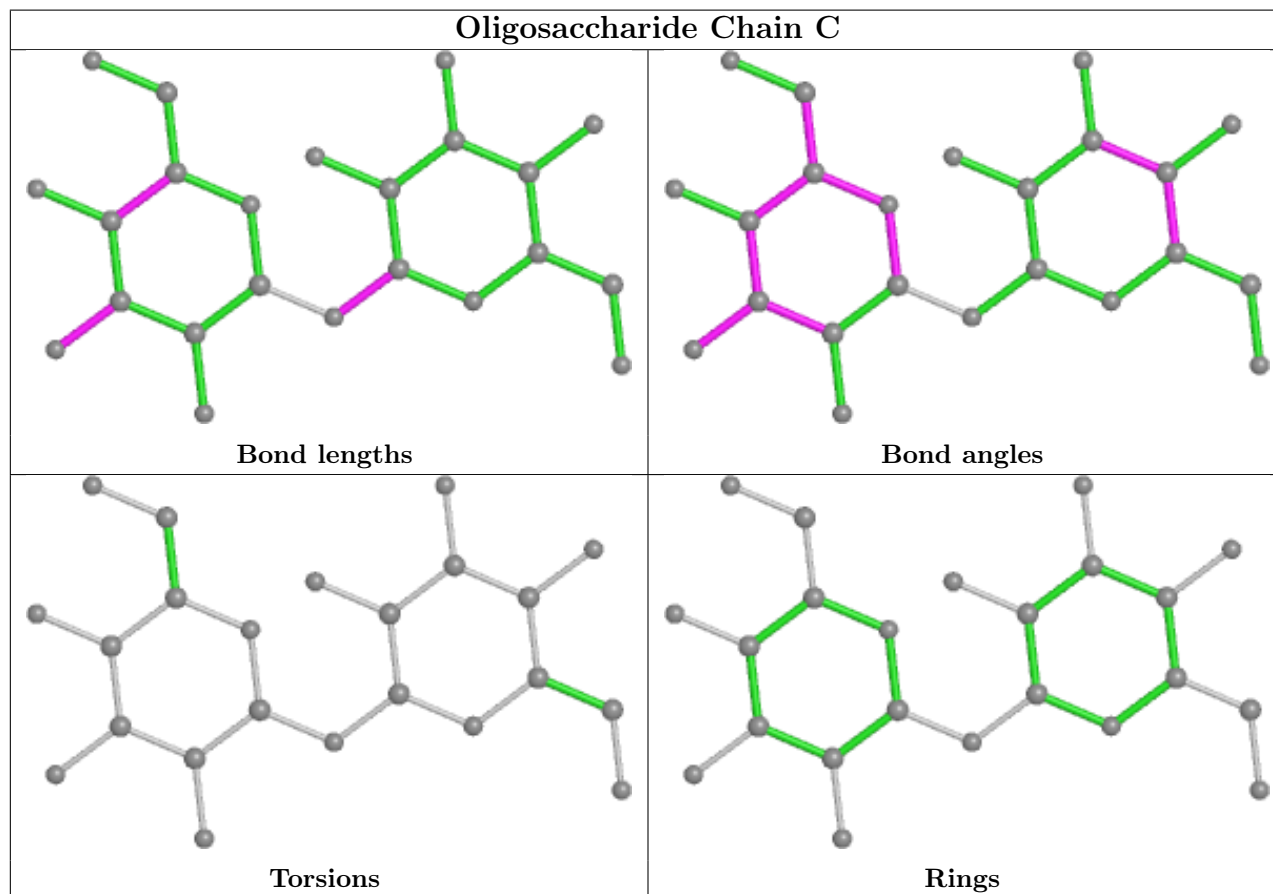 Oligosaccharide Chain C
Bond lengths
Bond angles
Torsions
Rings